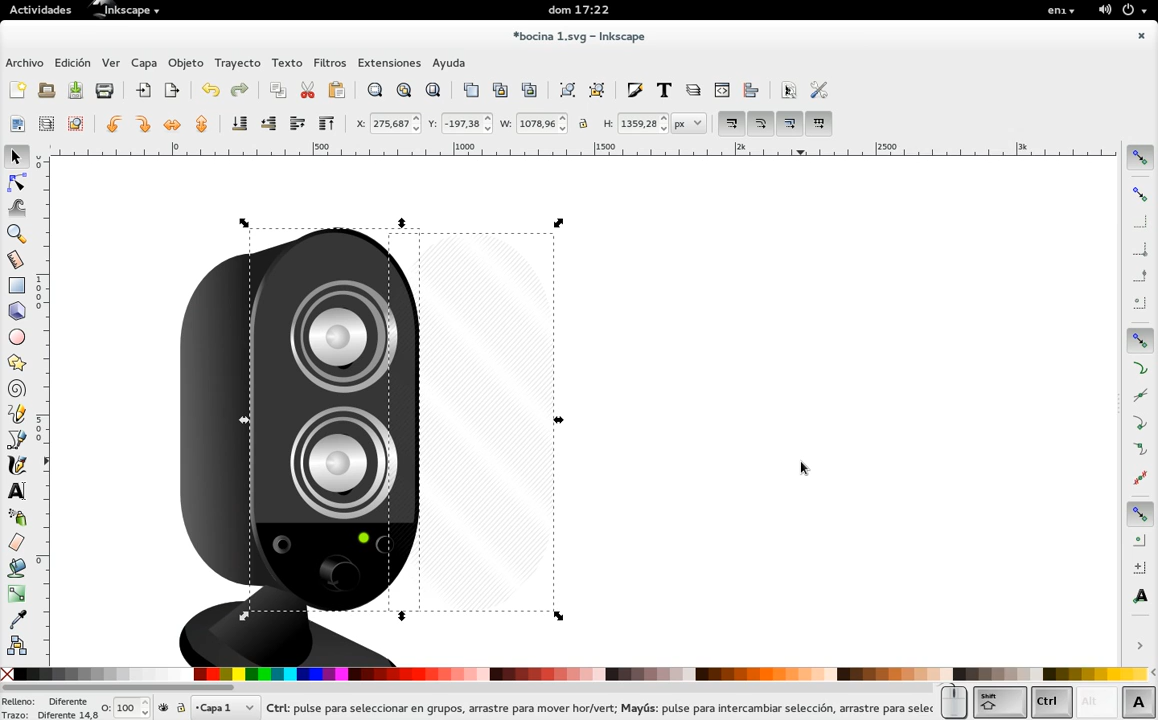 Actividades Inkscape dom 17:22 en1
*bocina 1.svg – Inkscape
Archivo Edición Ver Capa Objeto Trayecto Texto Filtros Extensiones Ayuda
X: 275,687 Y: -197,38 W: 1078,96 H: 1359,28 px
0 500 1000 1500 2k 2500 3k
1000
500
0
Relleno: Diferente
Trazo: Diferente 14,8
O: 100
Capa 1
Ctrl: pulse para seleccionar en grupos, arrastre para mover hor/vert; Mayús: pulse para intercambiar selección, arrastre para selec
Shift Ctrl Alt A